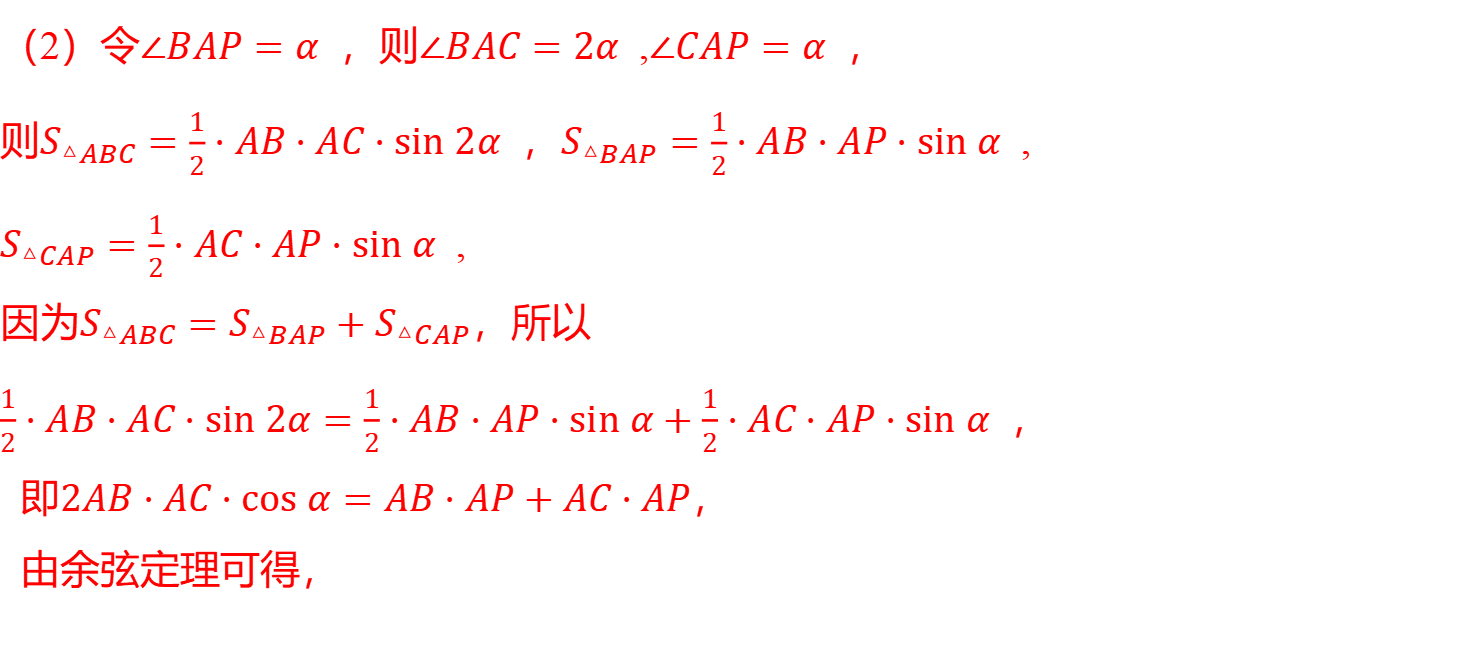 （2）令∠BAP = α ，则∠BAC = 2α ,∠CAP = α ，
则S△ABC = 1/2 · AB · AC · sin 2α ，S△BAP = 1/2 · AB · AP · sin α ，
S△CAP = 1/2 · AC · AP · sin α ，
因为S△ABC = S△BAP + S△CAP，所以
1/2 · AB · AC · sin 2α = 1/2 · AB · AP · sin α + 1/2 · AC · AP · sin α ，
即2AB · AC · cos α = AB · AP + AC · AP，
由余弦定理可得，